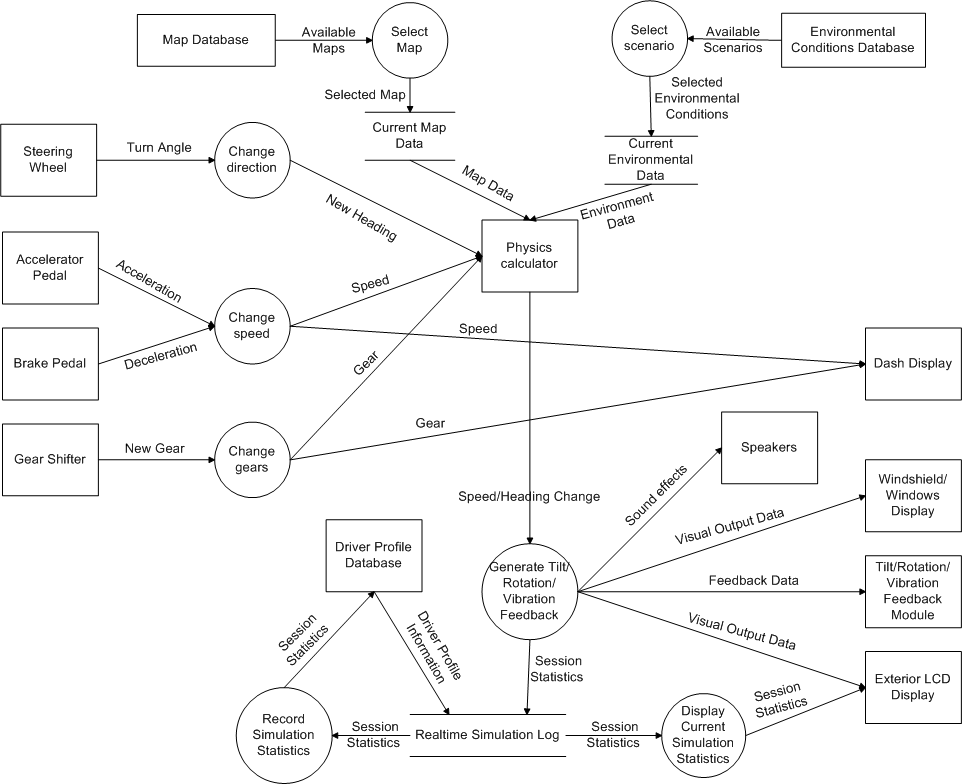 Map Database
Available
Maps
Select
Map
Select
scenario
Available
Scenarios
Environmental
Conditions Database
Selected Map
Selected
Environmental
Conditions
Current Map
Data
Current
Environmental
Data
Steering
Wheel
Turn Angle
Change
direction
Map Data
Environment
Data
New Heading
Physics
calculator
Accelerator
Pedal
Acceleration
Change
speed
Speed
Speed
Brake Pedal
Deceleration
Gear
Dash Display
Gear Shifter
New Gear
Change
gears
Gear
Speakers
Sound effects
Speed/Heading Change
Windshield/
Windows
Display
Visual Output Data
Driver Profile
Database
Generate Tilt/
Rotation/
Vibration
Feedback
Feedback Data
Tilt/Rotation/
Vibration
Feedback
Module
Visual Output Data
Session
Statistics
Driver Profile
Information
Session
Statistics
Exterior LCD
Display
Session
Statistics
Record
Simulation
Statistics
Session
Statistics
Realtime Simulation Log
Session
Statistics
Display
Current
Simulation
Statistics